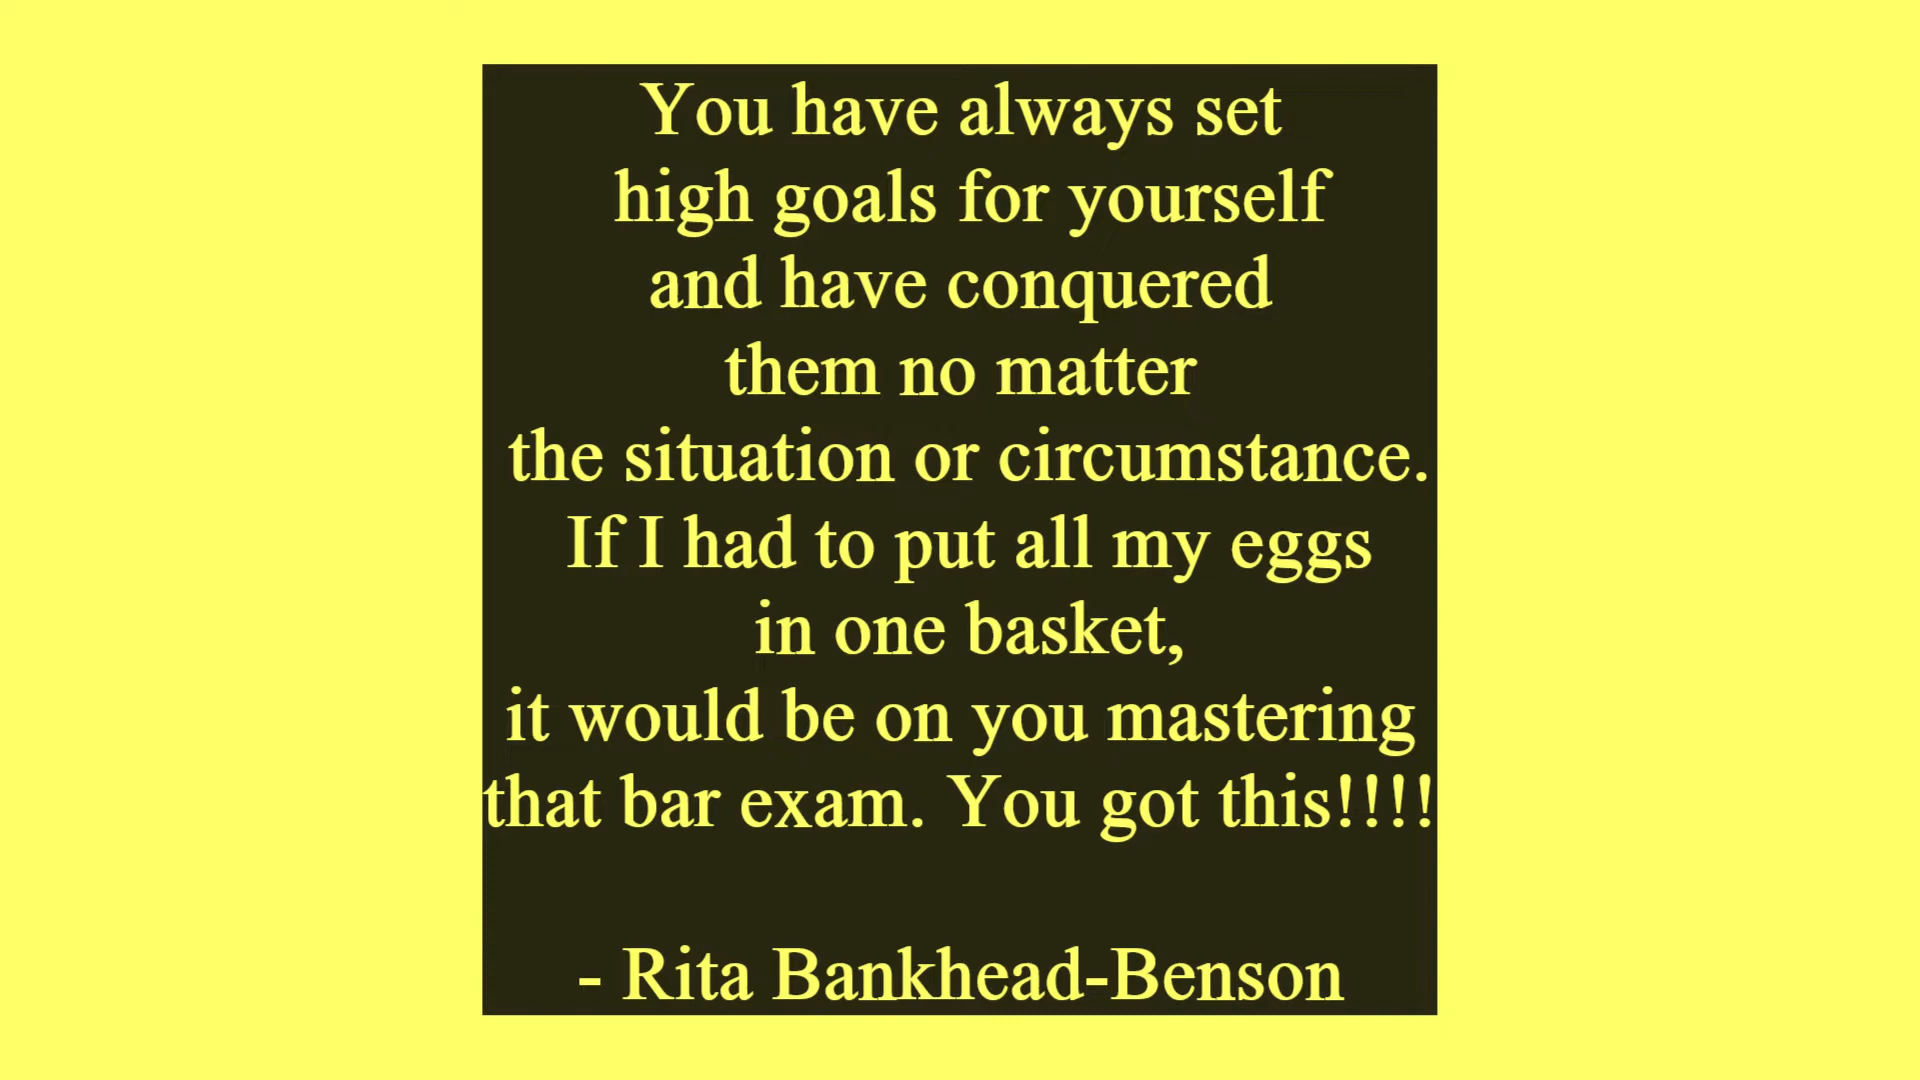 You have always set
high goals for yourself
and have conquered
them no matter
the situation or circumstance.
If I had to put all my eggs
in one basket,
it would be on you mastering
that bar exam. You got this!!!!
- Rita Bankhead-Benson